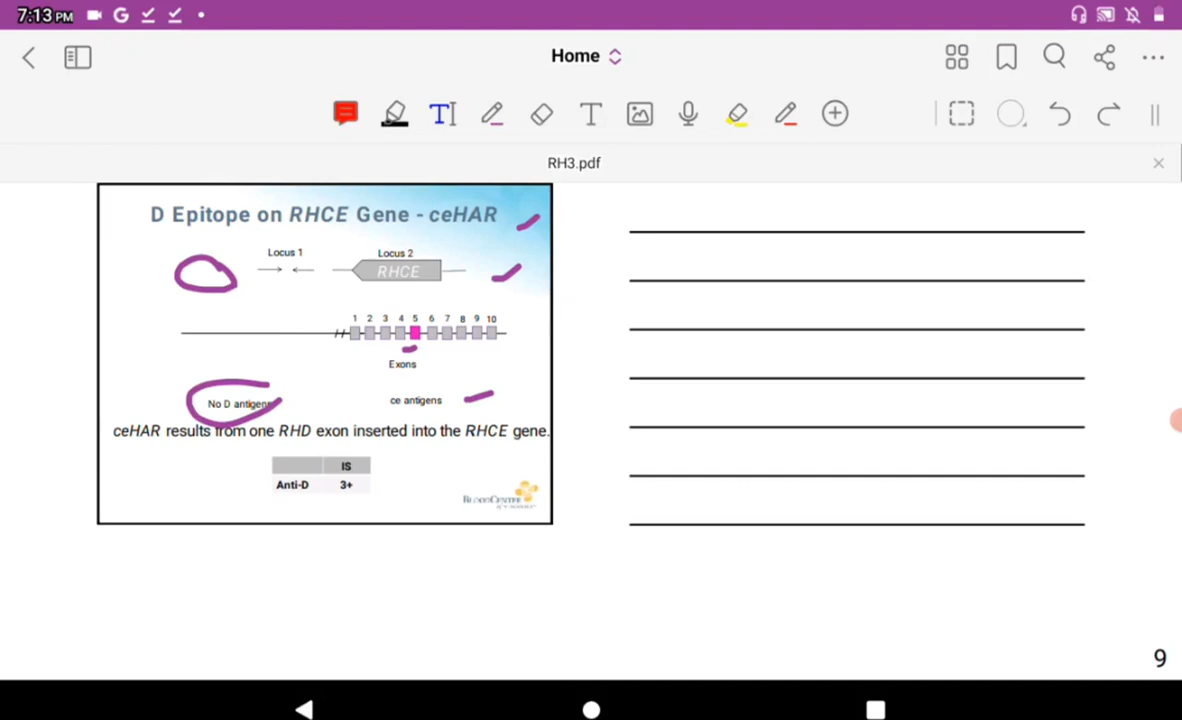 7:13 PM
Home
RH3.pdf
D Epitope on RHCE Gene - ceHAR
Locus 1
Locus 2
RHCE
1 2 3 4 5 6 7 8 9 10
Exons
No D antigens
ce antigens
ceHAR results from one RHD exon inserted into the RHCE gene.
IS
Anti-D 3+
BLOODCENTER
9